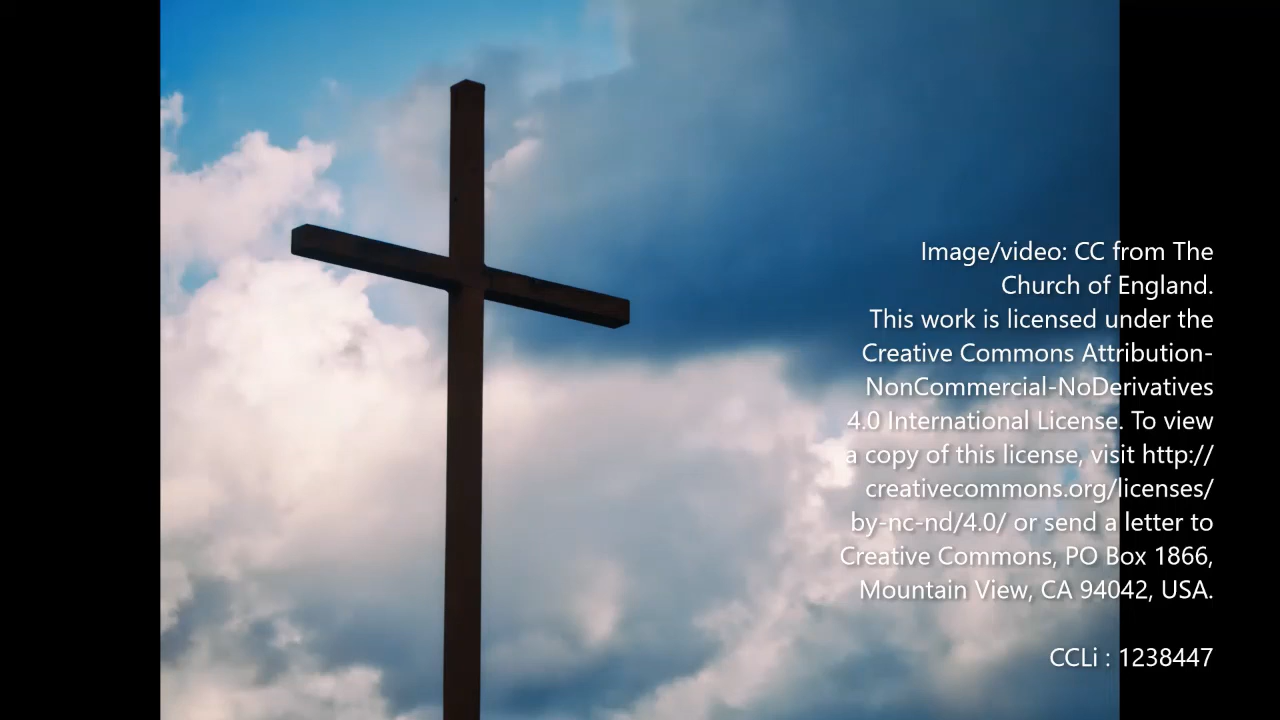 Image/video: CC from The
Church of England.
This work is licensed under the
Creative Commons Attribution-
NonCommercial-NoDerivatives
4.0 International License. To view
a copy of this license, visit http://
creativecommons.org/licenses/
by-nc-nd/4.0/ or send a letter to
Creative Commons, PO Box 1866,
Mountain View, CA 94042, USA.
CCLi : 1238447